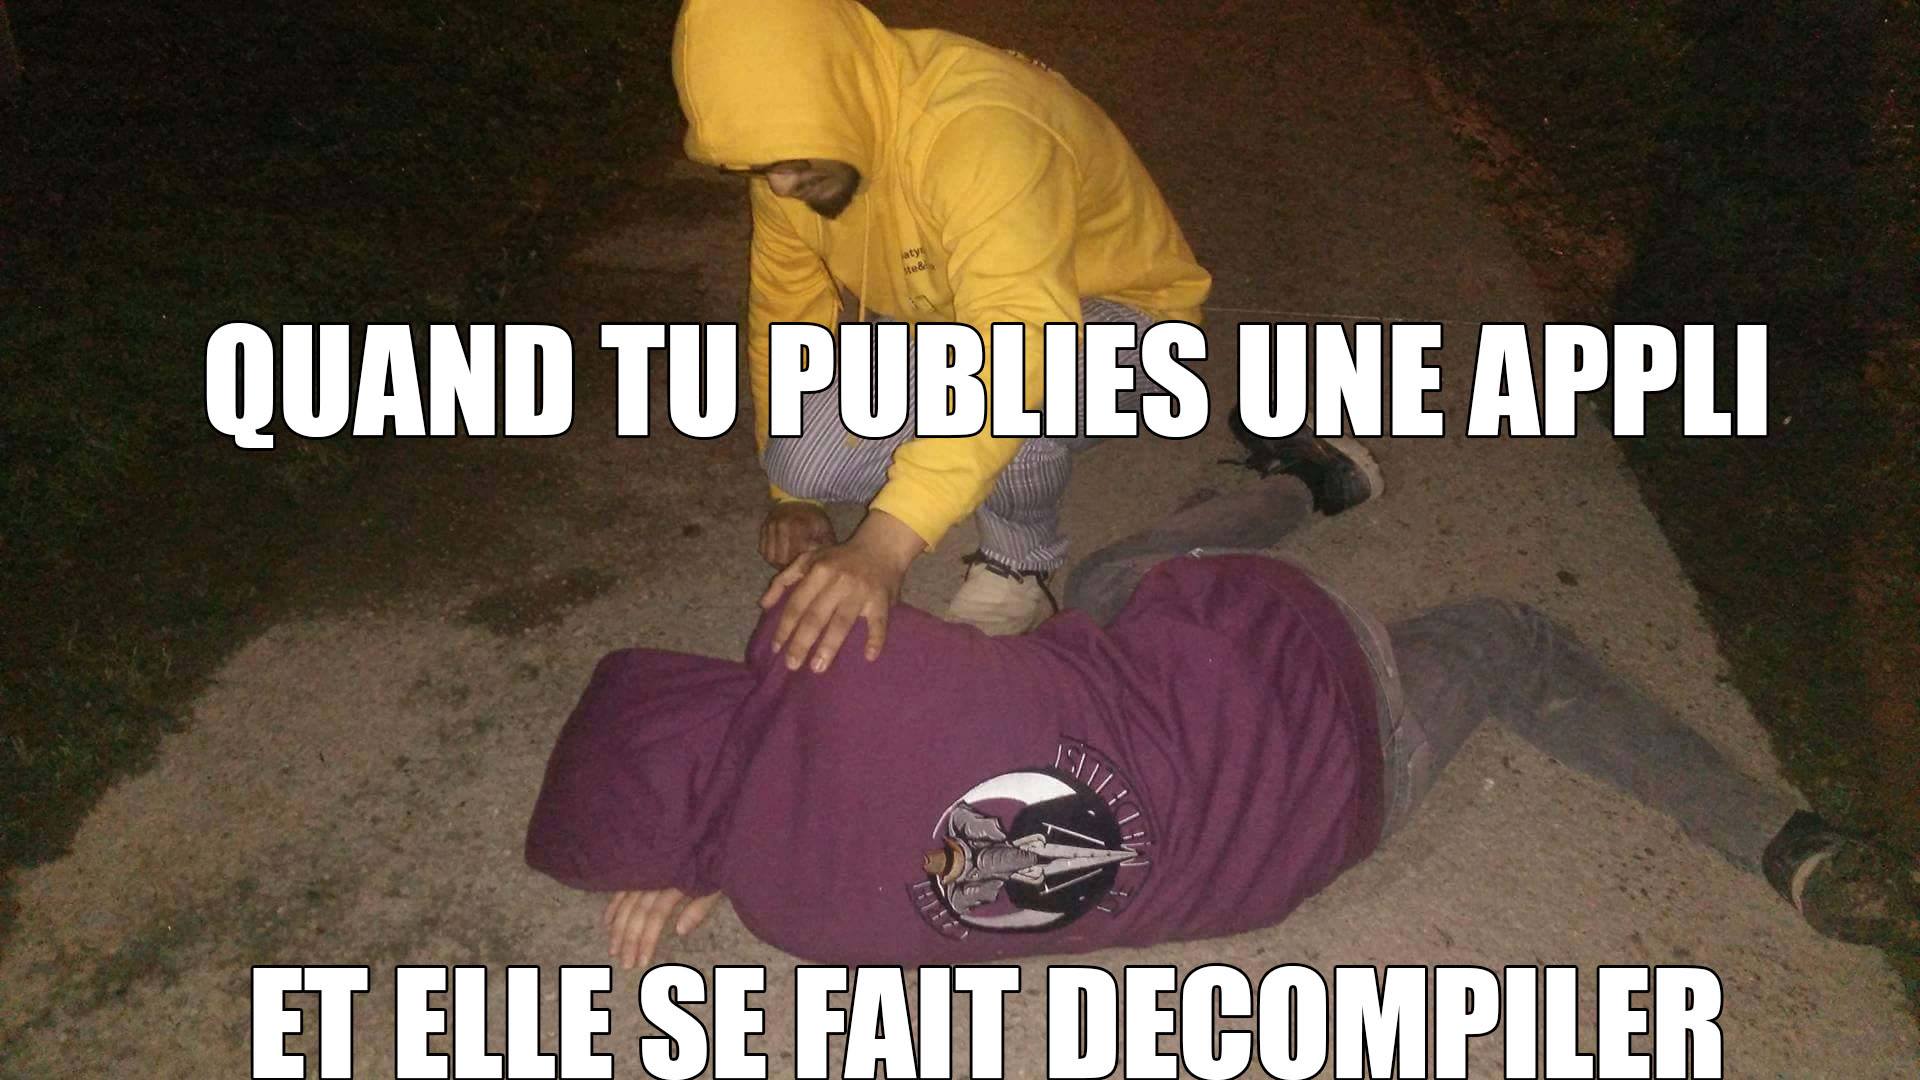 QUAND TU PUBLIES UNE APPLI
ET ELLE SE FAIT DECOMPILER